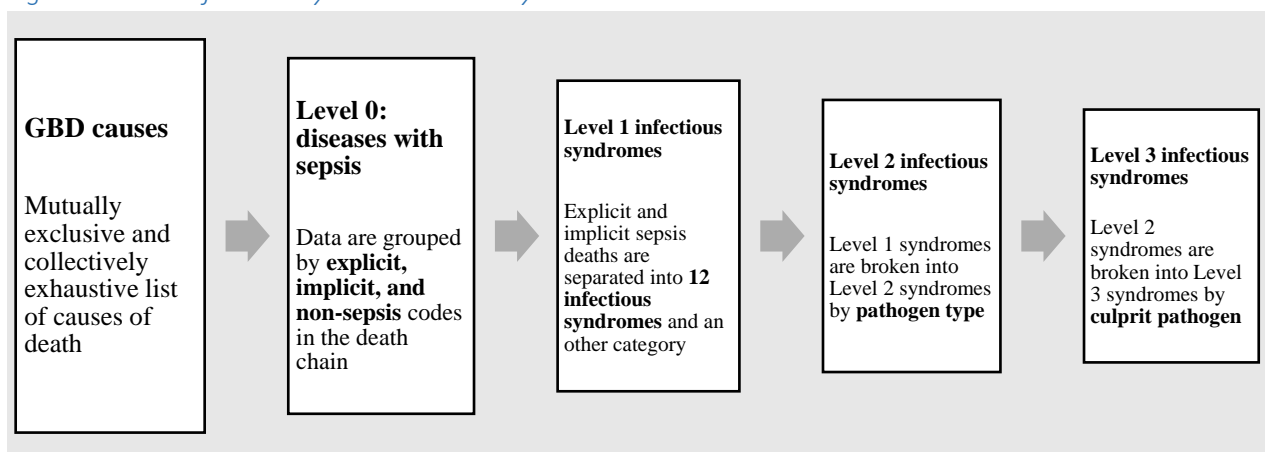 GBD causes
Mutually
exclusive and
collectively
exhaustive list
of causes of
death
Level 0:
diseases with
sepsis
Data are grouped
by explicit,
implicit, and
non-sepsis codes
in the death
chain
Level 1 infectious
syndromes
Explicit and
implicit sepsis
deaths are
separated into 12
infectious
syndromes and an
other category
Level 2 infectious
syndromes
Level 1 syndromes
are broken into
Level 2 syndromes
by pathogen type
Level 3 infectious
syndromes
Level 2
syndromes are
broken into Level
3 syndromes by
culprit pathogen